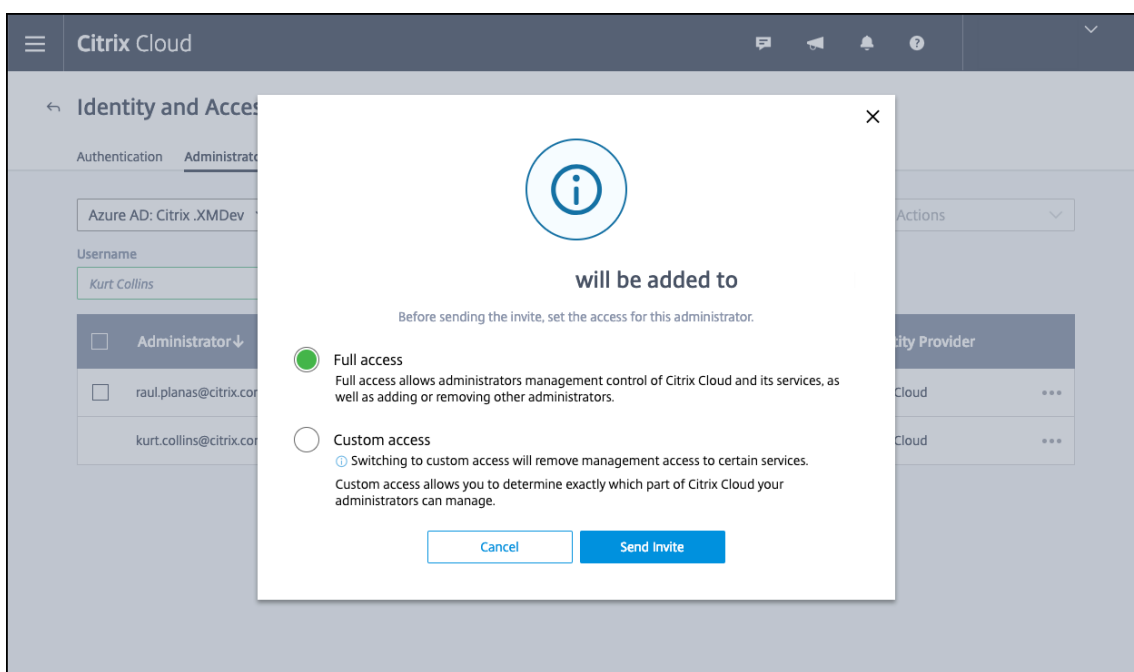 Citrix Cloud
Identity and Acces
Authentication Administrato
Azure AD: Citrix .XMDev
Actions
Username
Kurt Collins
Administrator
tity Provider
raul.planas@citrix.com
Cloud
kurt.collins@citrix.com
Cloud
will be added to
Before sending the invite, set the access for this administrator.
Full access
Full access allows administrators management control of Citrix Cloud and its services, as
well as adding or removing other administrators.
Custom access
Switching to custom access will remove management access to certain services.
Custom access allows you to determine exactly which part of Citrix Cloud your
administrators can manage.
Cancel
Send Invite